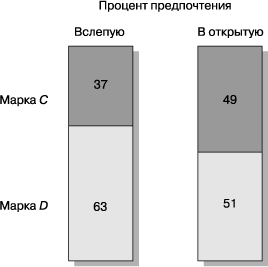 Процент предпочтения
Вслепую В открытую
37 49
Марка C
Марка D
63 51